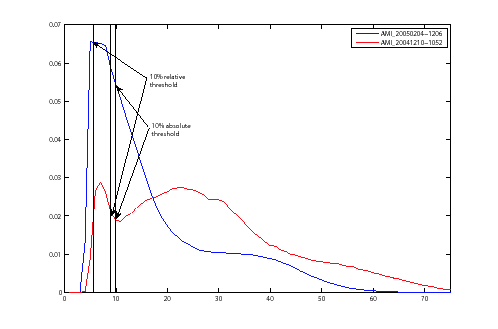 0.07
AMI_20050204-1206
AMI_20041210-1052
0.06
10% relative
threshold
0.05
10% absolute
threshold
0.04
0.03
0.02
0.01
0
0 10 20 30 40 50 60 70